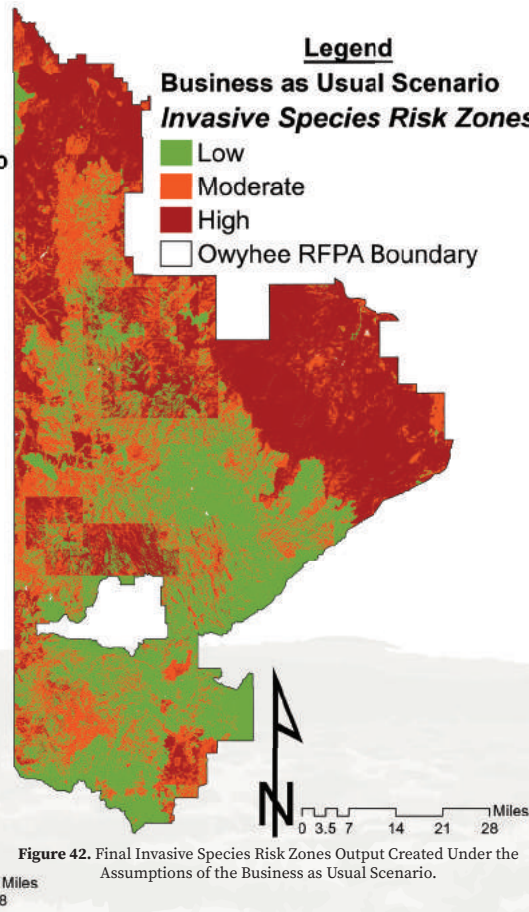 Legend
Business as Usual Scenario
Invasive Species Risk Zones
Low
Moderate
High
Owyhee RFPA Boundary
N
Miles
0 3.5 7 14 21 28
Figure 42. Final Invasive Species Risk Zones Output Created Under the
Assumptions of the Business as Usual Scenario.
Miles
8